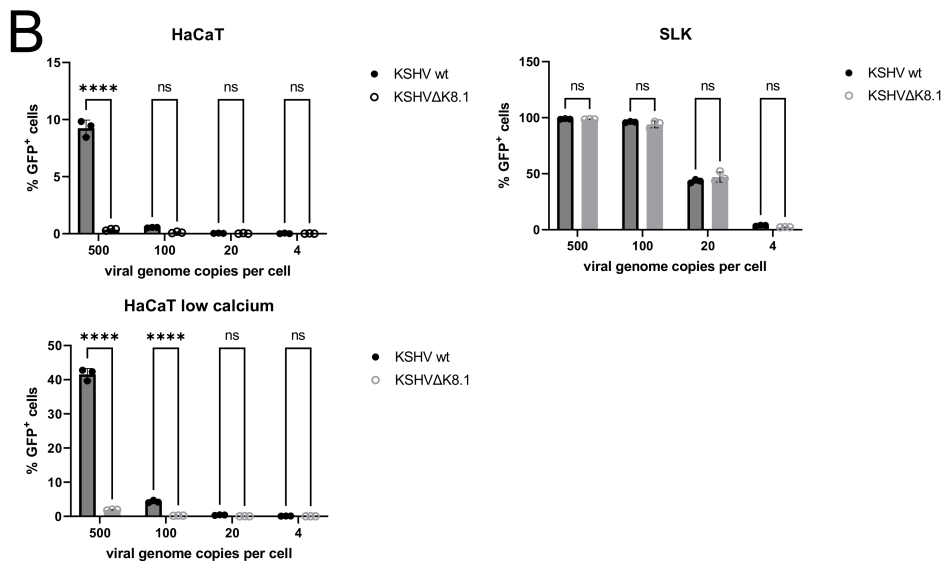 B
HaCaT
15
10
5
0
% GFP+ cells
**** ns ns ns
500 100 20 4
viral genome copies per cell
KSHV wt
KSHVΔK8.1
SLK
150
100
50
0
% GFP+ cells
ns ns ns ns
500 100 20 4
viral genome copies per cell
KSHV wt
KSHVΔK8.1
HaCaT low calcium
50
40
30
20
10
0
% GFP+ cells
**** **** ns ns
500 100 20 4
viral genome copies per cell
KSHV wt
KSHVΔK8.1